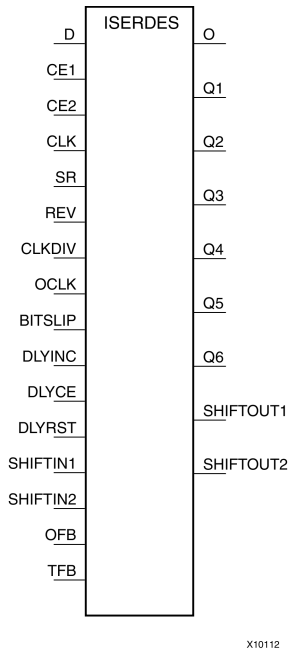 ISERDES
D
CE1
CE2
CLK
SR
REV
CLKDIV
OCLK
BITSLIP
DLYINC
DLYCE
DLYRST
SHIFTIN1
SHIFTIN2
OFB
TFB
O
Q1
Q2
Q3
Q4
Q5
Q6
SHIFTOUT1
SHIFTOUT2
X10112